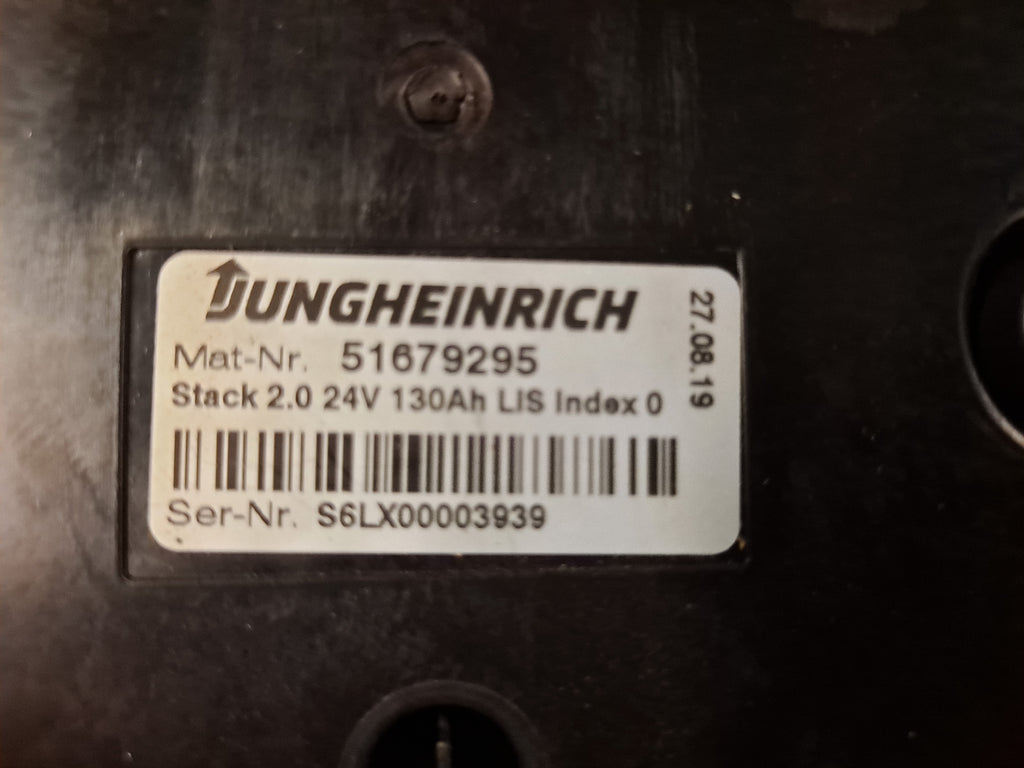 JUNGHEINRICH
Mat-Nr. 51679295
Stack 2.0 24V 130Ah LIS Index 0
Ser-Nr. S6LX00003939
27.08.19